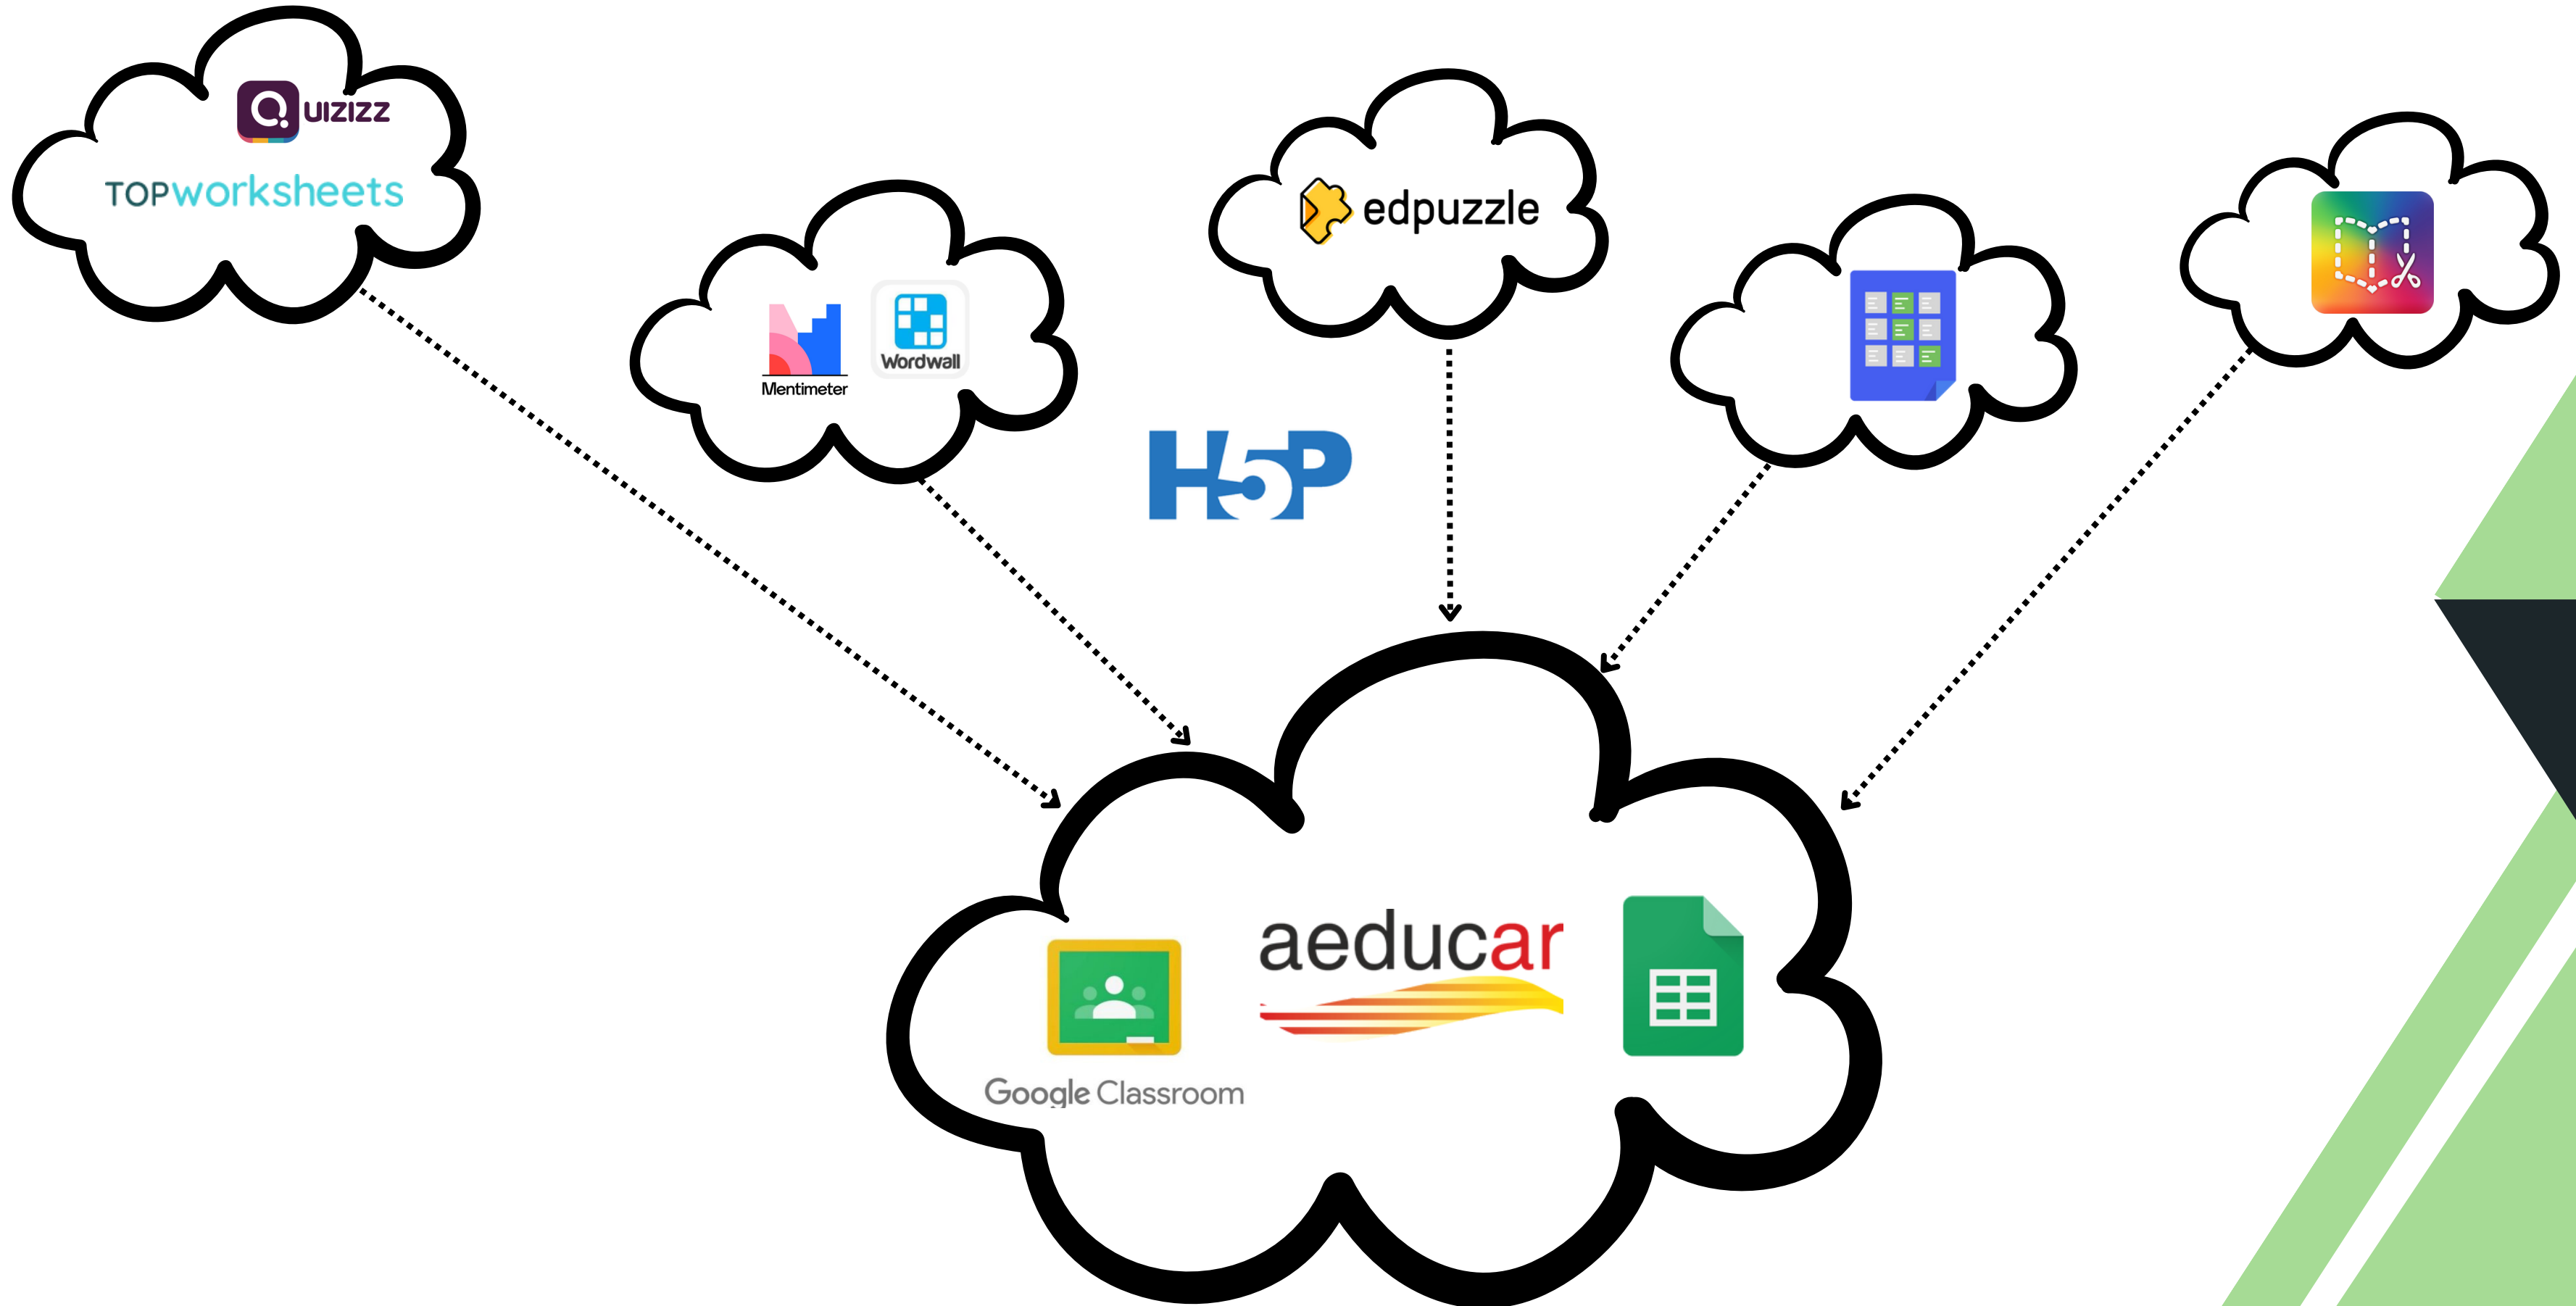 QUIZIZZ
TOPworksheets
Mentimeter
Wordwall
edpuzzle
H5P
aeducar
Google Classroom